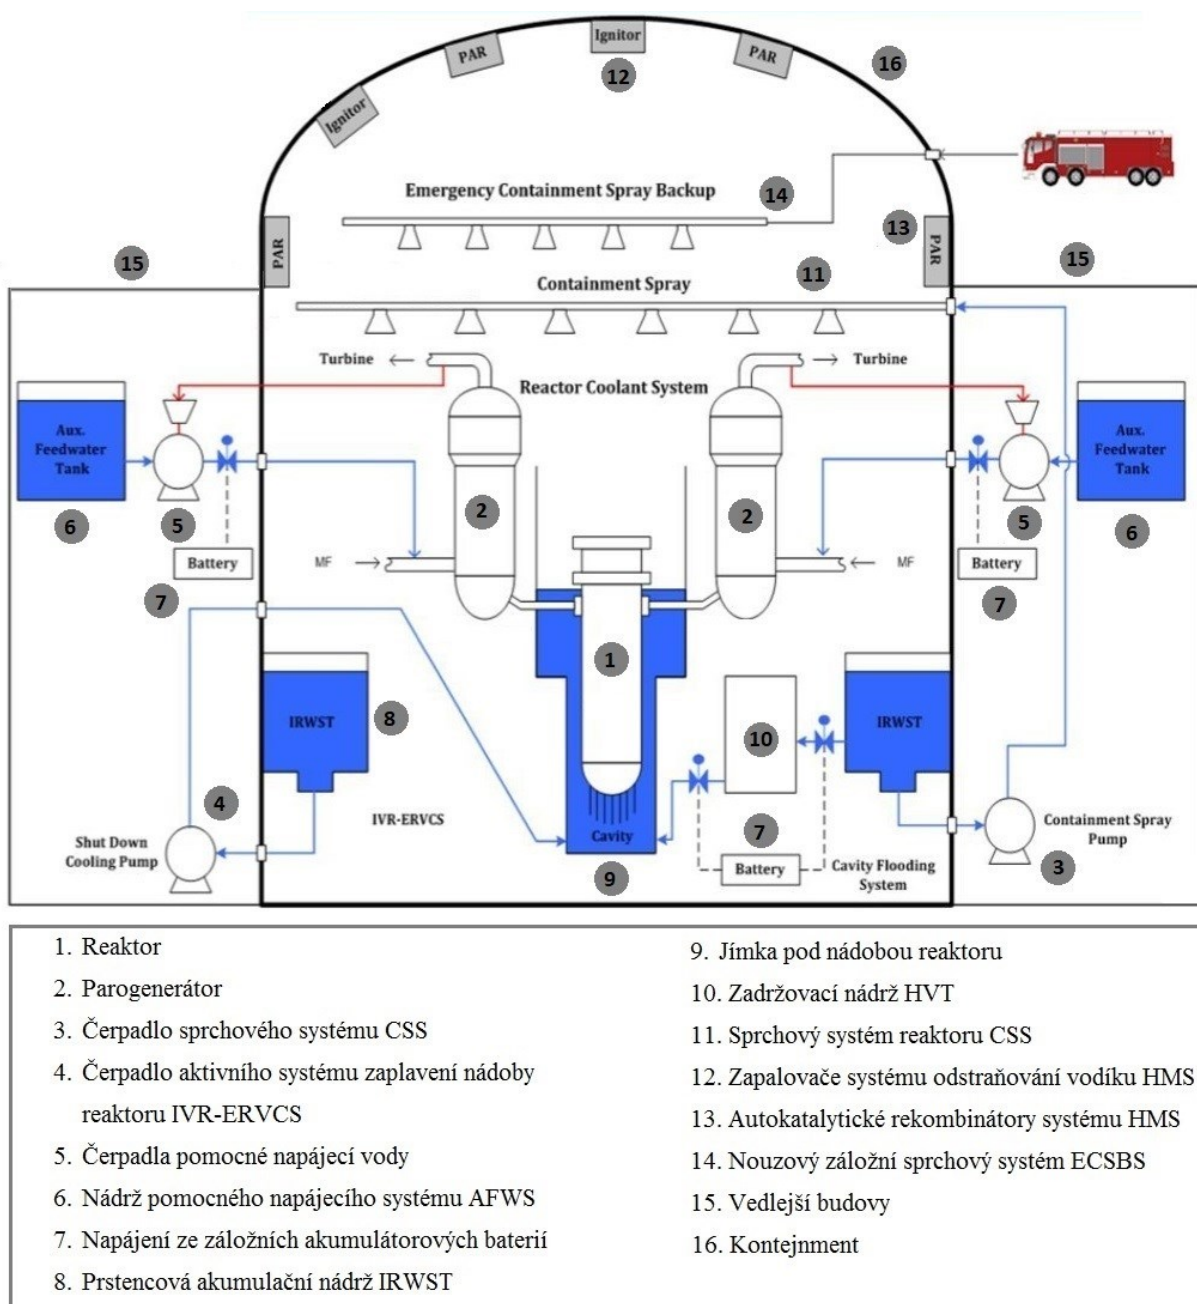 Ignitor
PAR
PAR
12
16
Ignitor
Emergency Containment Spray Backup
14
13
PAR
PAR
15
15
11
Containment Spray
Turbine
Turbine
Reactor Coolant System
Aux.
Feedwater
Tank
Aux.
Feedwater
Tank
2
2
6
5
5
6
Battery
MF
MF
Battery
7
7
1
IRWST
8
10
IRWST
4
IVR-ERVCS
Shut Down
Cooling Pump
Cavity
7
Containment Spray
Pump
Battery
Cavity Flooding
System
9
3
1. Reaktor
2. Parogenerátor
3. Čerpadlo sprchového systému CSS
4. Čerpadlo aktivního systému zaplavení nádoby
reaktoru IVR-ERVCS
5. Čerpadla pomocné napájecí vody
6. Nádrž pomocného napájecího systému AFWS
7. Napájení ze záložních akumulátorových baterií
8. Prstencová akumulační nádrž IRWST
9. Jímka pod nádobou reaktoru
10. Zadržovací nádrž HVT
11. Sprchový systém reaktoru CSS
12. Zapalovače systému odstraňování vodíku HMS
13. Autokatalytické rekombinátory systému HMS
14. Nouzový záložní sprchový systém ECSBS
15. Vedlejší budovy
16. Kontejnment